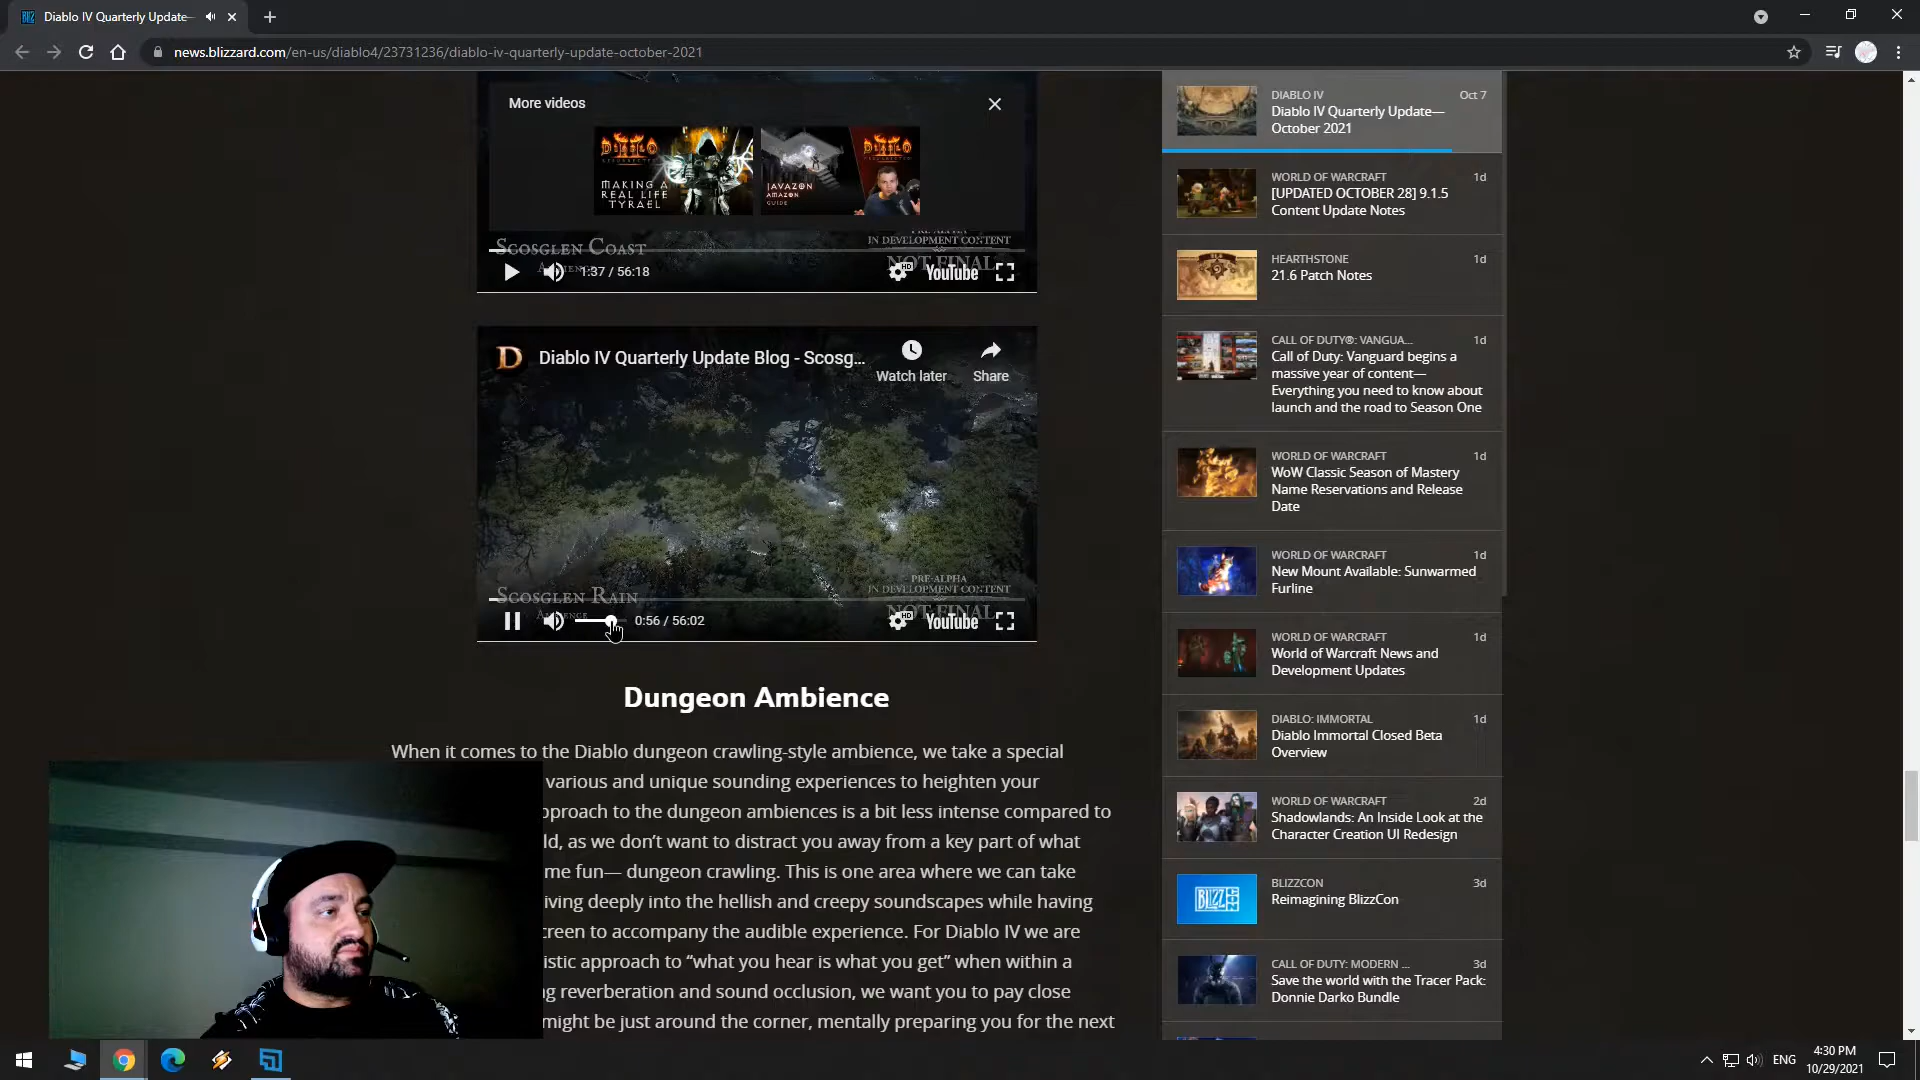 Diablo IV Quarterly Update—
news.blizzard.com/en-us/diablo4/23731236/diablo-iv-quarterly-update-october-2021
More videos
DIABLO
RESURRECTED
MAKING A
REAL LIFE
TYRAEL
DIABLO
RESURRECTED
JAVAZON
AMAZON
GUIDE
SCOSGLEN COAST
PRE-ALPHA
IN DEVELOPMENT CONTENT
NOT FINAL
1:37 / 56:18
HD
YouTube
D
Diablo IV Quarterly Update Blog - Scosg...
Watch later
Share
SCOSGLEN RAIN
AMBIENCE
PRE-ALPHA
IN DEVELOPMENT CONTENT
NOT FINAL
0:56 / 56:02
HD
YouTube
Dungeon Ambience
When it comes to the Diablo dungeon crawling-style ambience, we take a special
various and unique sounding experiences to heighten your
pproach to the dungeon ambiences is a bit less intense compared to
ld, as we don't want to distract you away from a key part of what
me fun— dungeon crawling. This is one area where we can take
iving deeply into the hellish and creepy soundscapes while having
creen to accompany the audible experience. For Diablo IV we are
istic approach to “what you hear is what you get” when within a
g reverberation and sound occlusion, we want you to pay close
might be just around the corner, mentally preparing you for the next
DIABLO IV
Oct 7
Diablo IV Quarterly Update—
October 2021
WORLD OF WARCRAFT
1d
[UPDATED OCTOBER 28] 9.1.5
Content Update Notes
HEARTHSTONE
1d
21.6 Patch Notes
CALL OF DUTY®: VANGUA...
1d
Call of Duty: Vanguard begins a
massive year of content—
Everything you need to know about
launch and the road to Season One
WORLD OF WARCRAFT
1d
WoW Classic Season of Mastery
Name Reservations and Release
Date
WORLD OF WARCRAFT
1d
New Mount Available: Sunwarmed
Furline
WORLD OF WARCRAFT
1d
World of Warcraft News and
Development Updates
DIABLO: IMMORTAL
1d
Diablo Immortal Closed Beta
Overview
WORLD OF WARCRAFT
2d
Shadowlands: An Inside Look at the
Character Creation UI Redesign
BLIZZCON
3d
Reimagining BlizzCon
CALL OF DUTY: MODERN ...
3d
Save the world with the Tracer Pack:
Donnie Darko Bundle
ENG
4:30 PM
10/29/2021